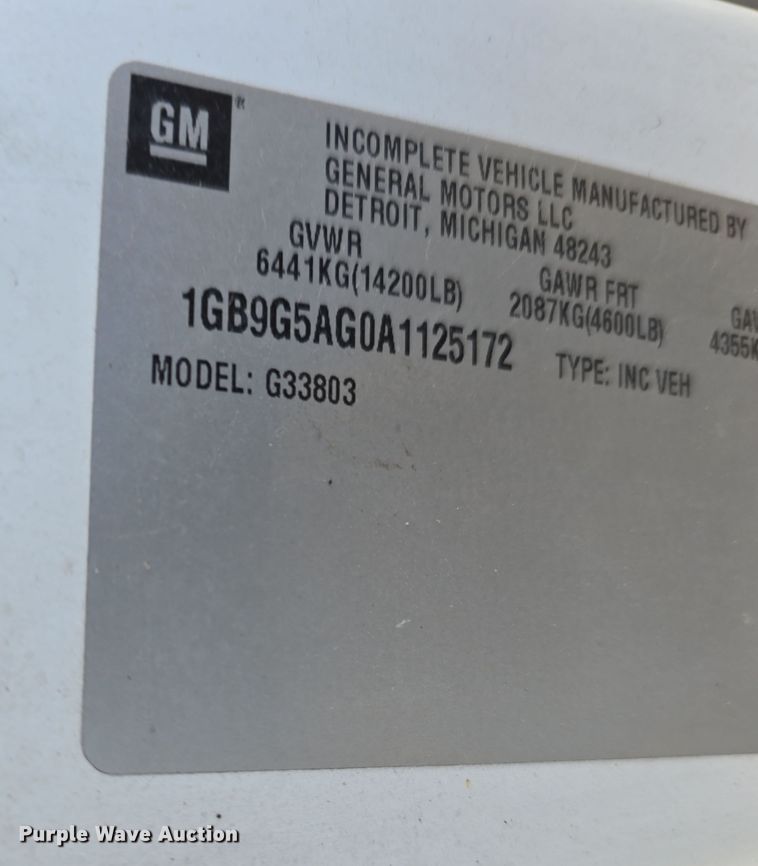 GM®
INCOMPLETE VEHICLE MANUFACTURED BY
GENERAL MOTORS LLC
DETROIT, MICHIGAN 48243
GVWR GAWR FRT
6441KG(14200LB) 2087KG(4600LB) 4355K
1GB9G5AG0A1125172 TYPE: INC VEH
MODEL: G33803
Purple Wave Auction